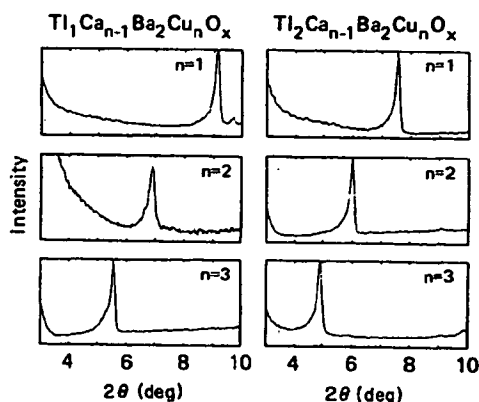 Tl₁Caₙ₋₁Ba₂CuₙOₓ
Tl₂Caₙ₋₁Ba₂CuₙOₓ
n=1
n=1
n=2
n=2
n=3
n=3
Intensity
4 6 8 10
4 6 8 10
2θ (deg)
2θ (deg)